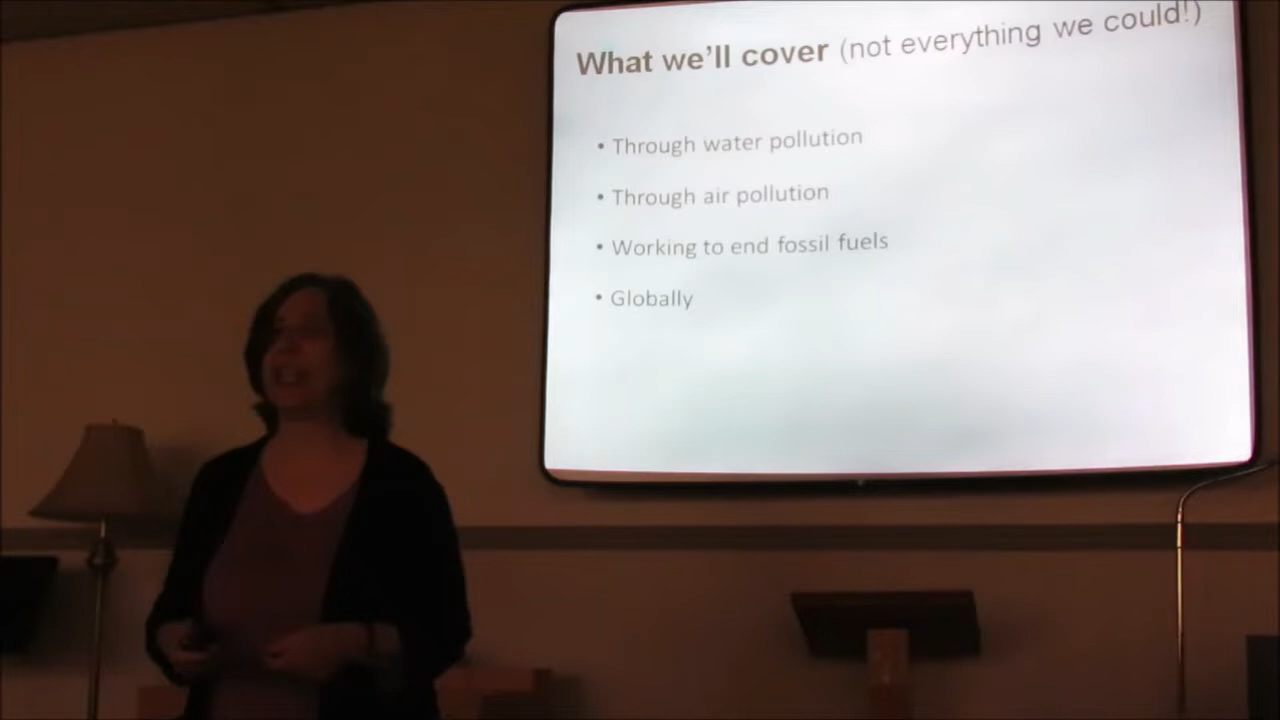 What we'll cover (not everything we could!)
• Through water pollution
• Through air pollution
• Working to end fossil fuels
• Globally